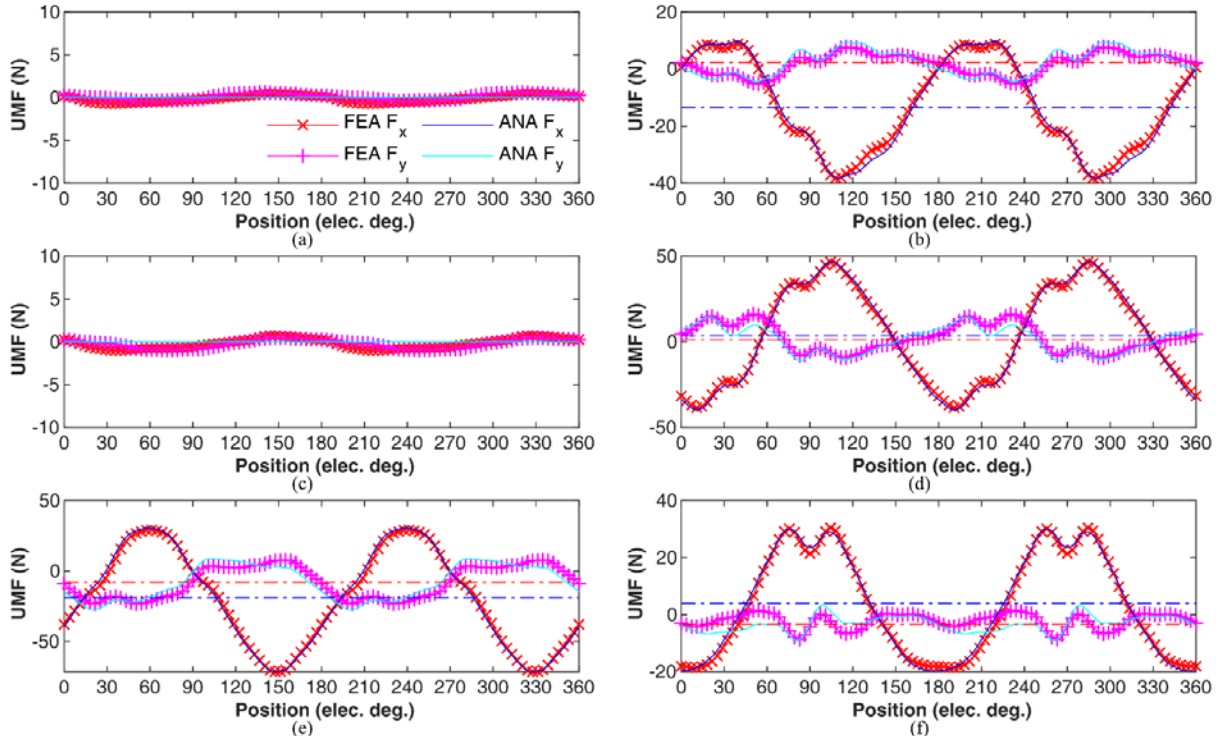 10
5
0
-5
-10
UMF (N)
FEA Fx
ANA Fx
FEA Fy
ANA Fy
0 30 60 90 120 150 180 210 240 270 300 330 360
Position (elec. deg.)
(a)
20
0
-20
-40
UMF (N)
0 30 60 90 120 150 180 210 240 270 300 330 360
Position (elec. deg.)
(b)
10
5
0
-5
-10
UMF (N)
0 30 60 90 120 150 180 210 240 270 300 330 360
Position (elec. deg.)
(c)
50
0
-50
UMF (N)
0 30 60 90 120 150 180 210 240 270 300 330 360
Position (elec. deg.)
(d)
50
0
-50
UMF (N)
0 30 60 90 120 150 180 210 240 270 300 330 360
Position (elec. deg.)
(e)
40
20
0
-20
UMF (N)
0 30 60 90 120 150 180 210 240 270 300 330 360
Position (elec. deg.)
(f)